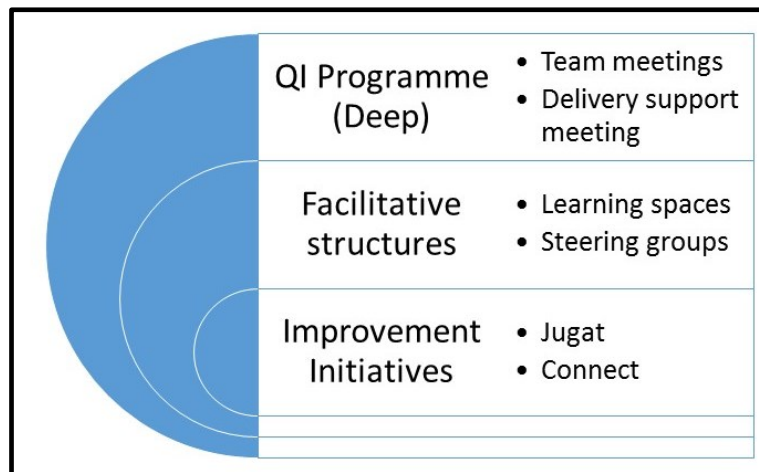 QI Programme
(Deep)
• Team meetings
• Delivery support
meeting
Facilitative
structures
• Learning spaces
• Steering groups
Improvement
Initiatives
• Jugat
• Connect